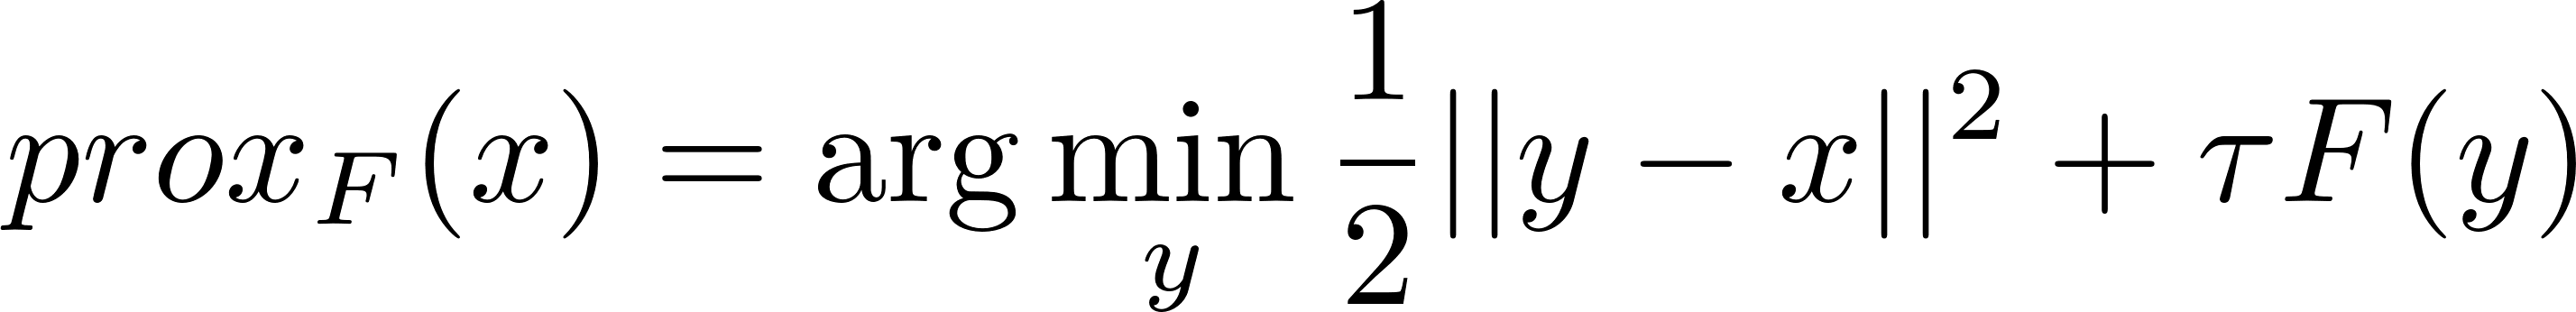 prox_F(x) = arg min_y 1/2 ||y − x||² + τF(y)